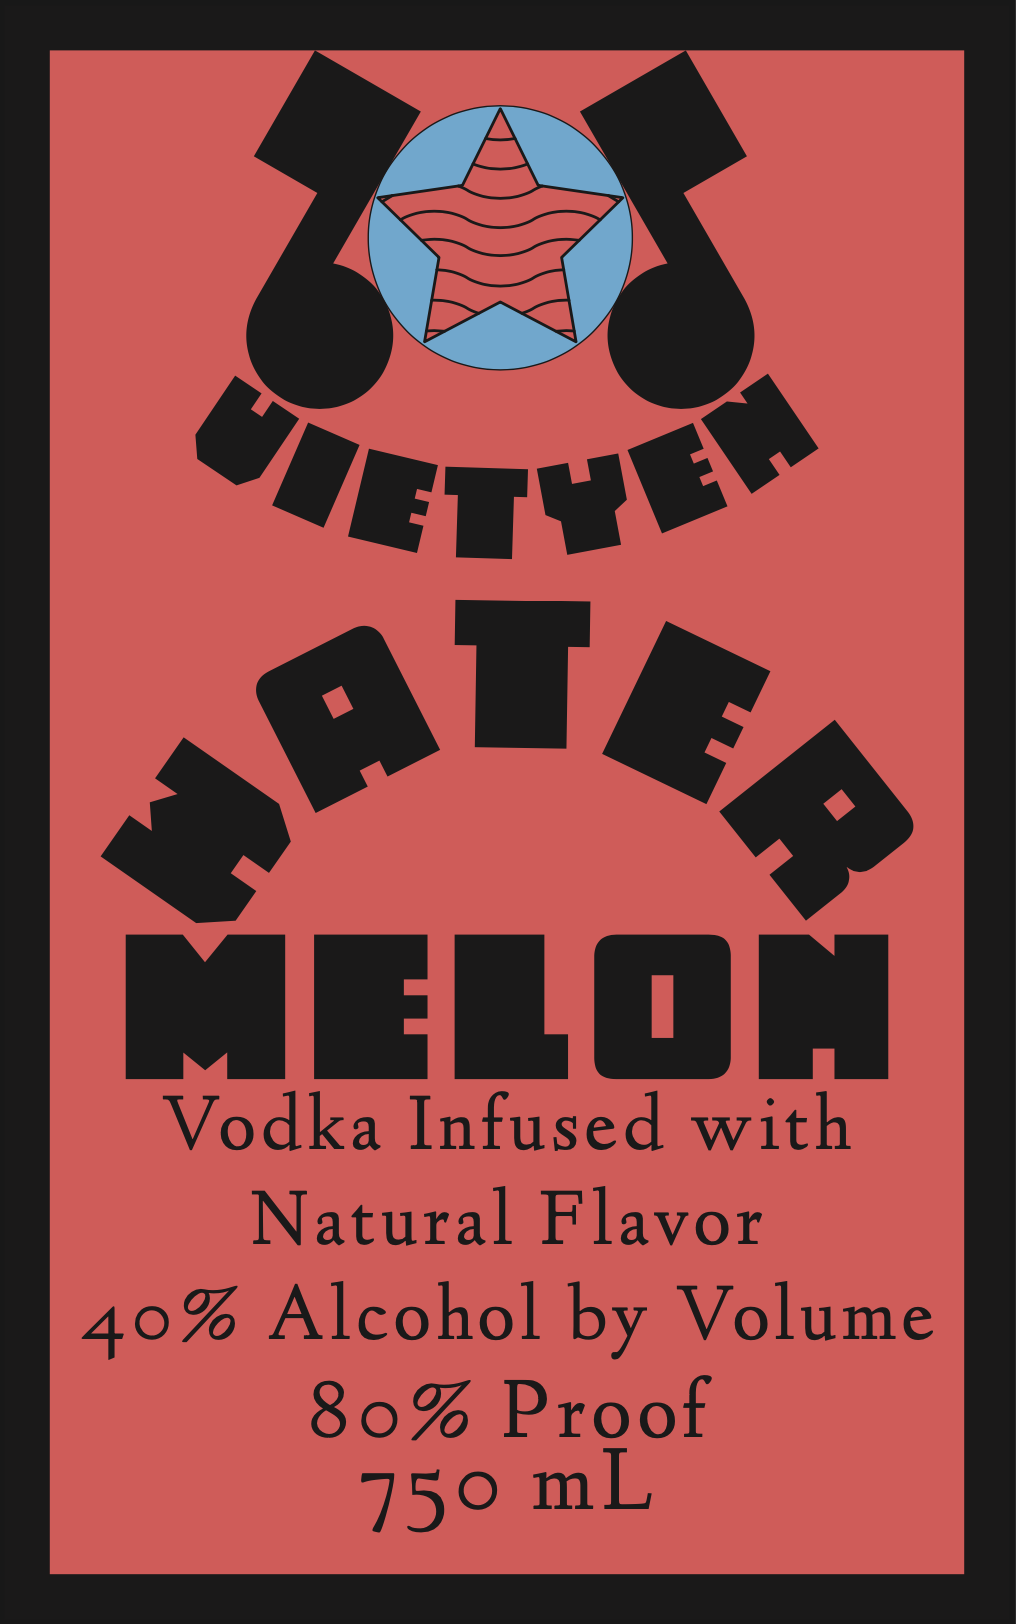 VIETYEN
WATER
MELON
Vodka Infused with
Natural Flavor
40% Alcohol by Volume
80% Proof
750 mL